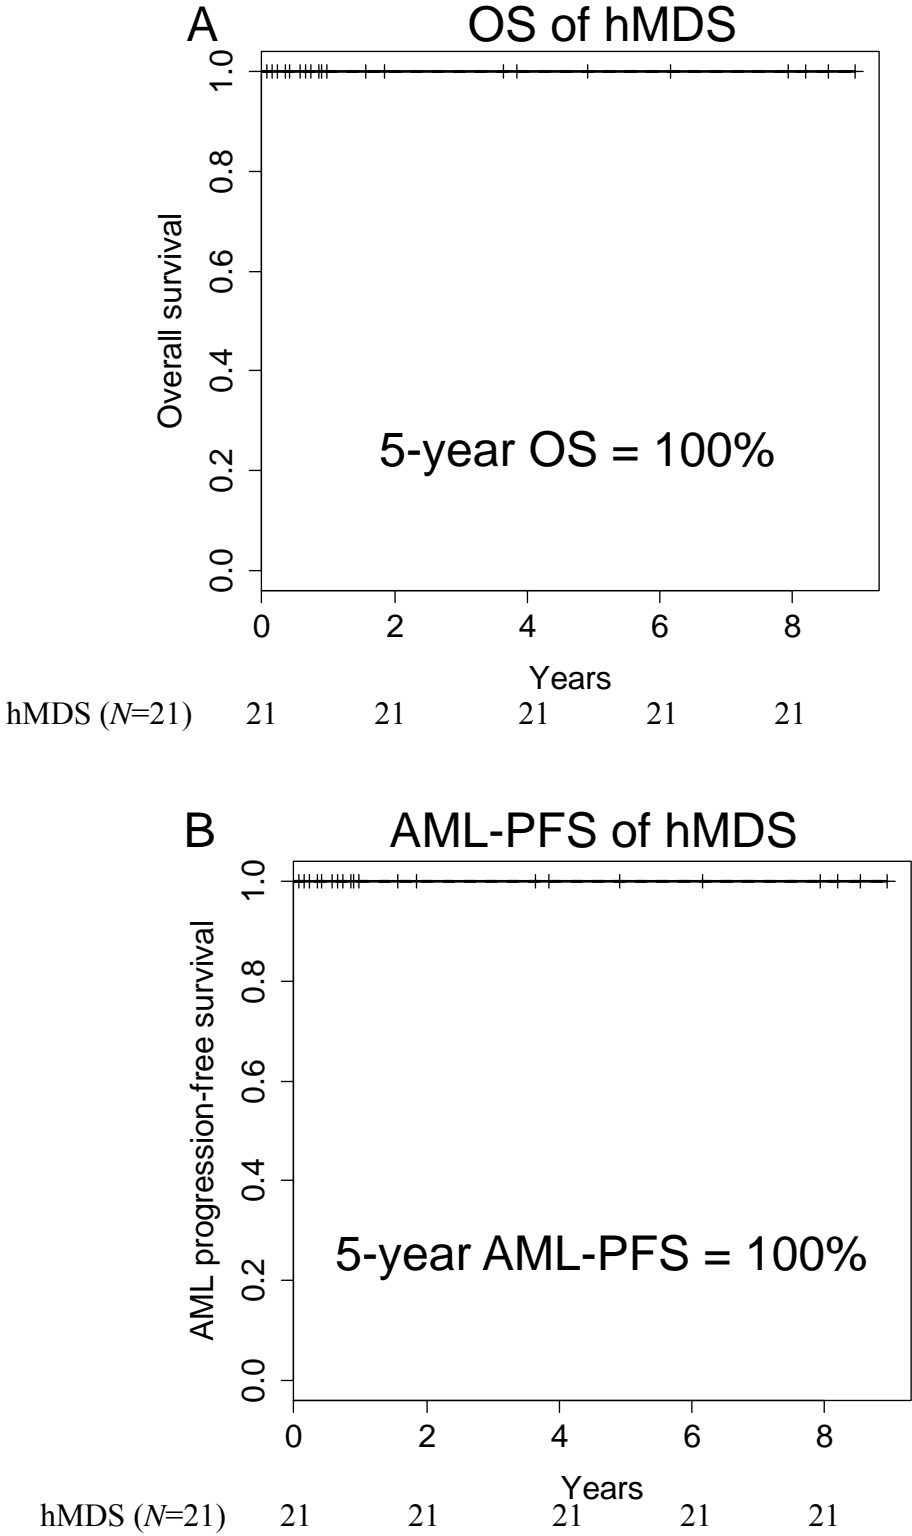 A
OS of hMDS
Overall survival
1.0
0.8
0.6
0.4
0.2
0.0
5-year OS = 100%
0 2 4 6 8
Years
hMDS (N=21) 21 21 21 21 21
B
AML-PFS of hMDS
AML progression-free survival
1.0
0.8
0.6
0.4
0.2
0.0
5-year AML-PFS = 100%
0 2 4 6 8
Years
hMDS (N=21) 21 21 21 21 21